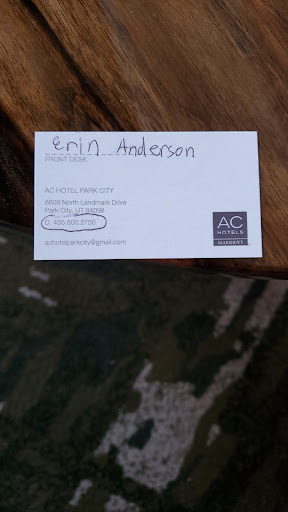 Erin Anderson
FRONT DESK
AC HOTEL PARK CITY
6609 North Landmark Drive
Park City, UT 84098
O. 435.800.2750
achotelparkcity@gmail.com
AC
HOTELS
MARRIOTT